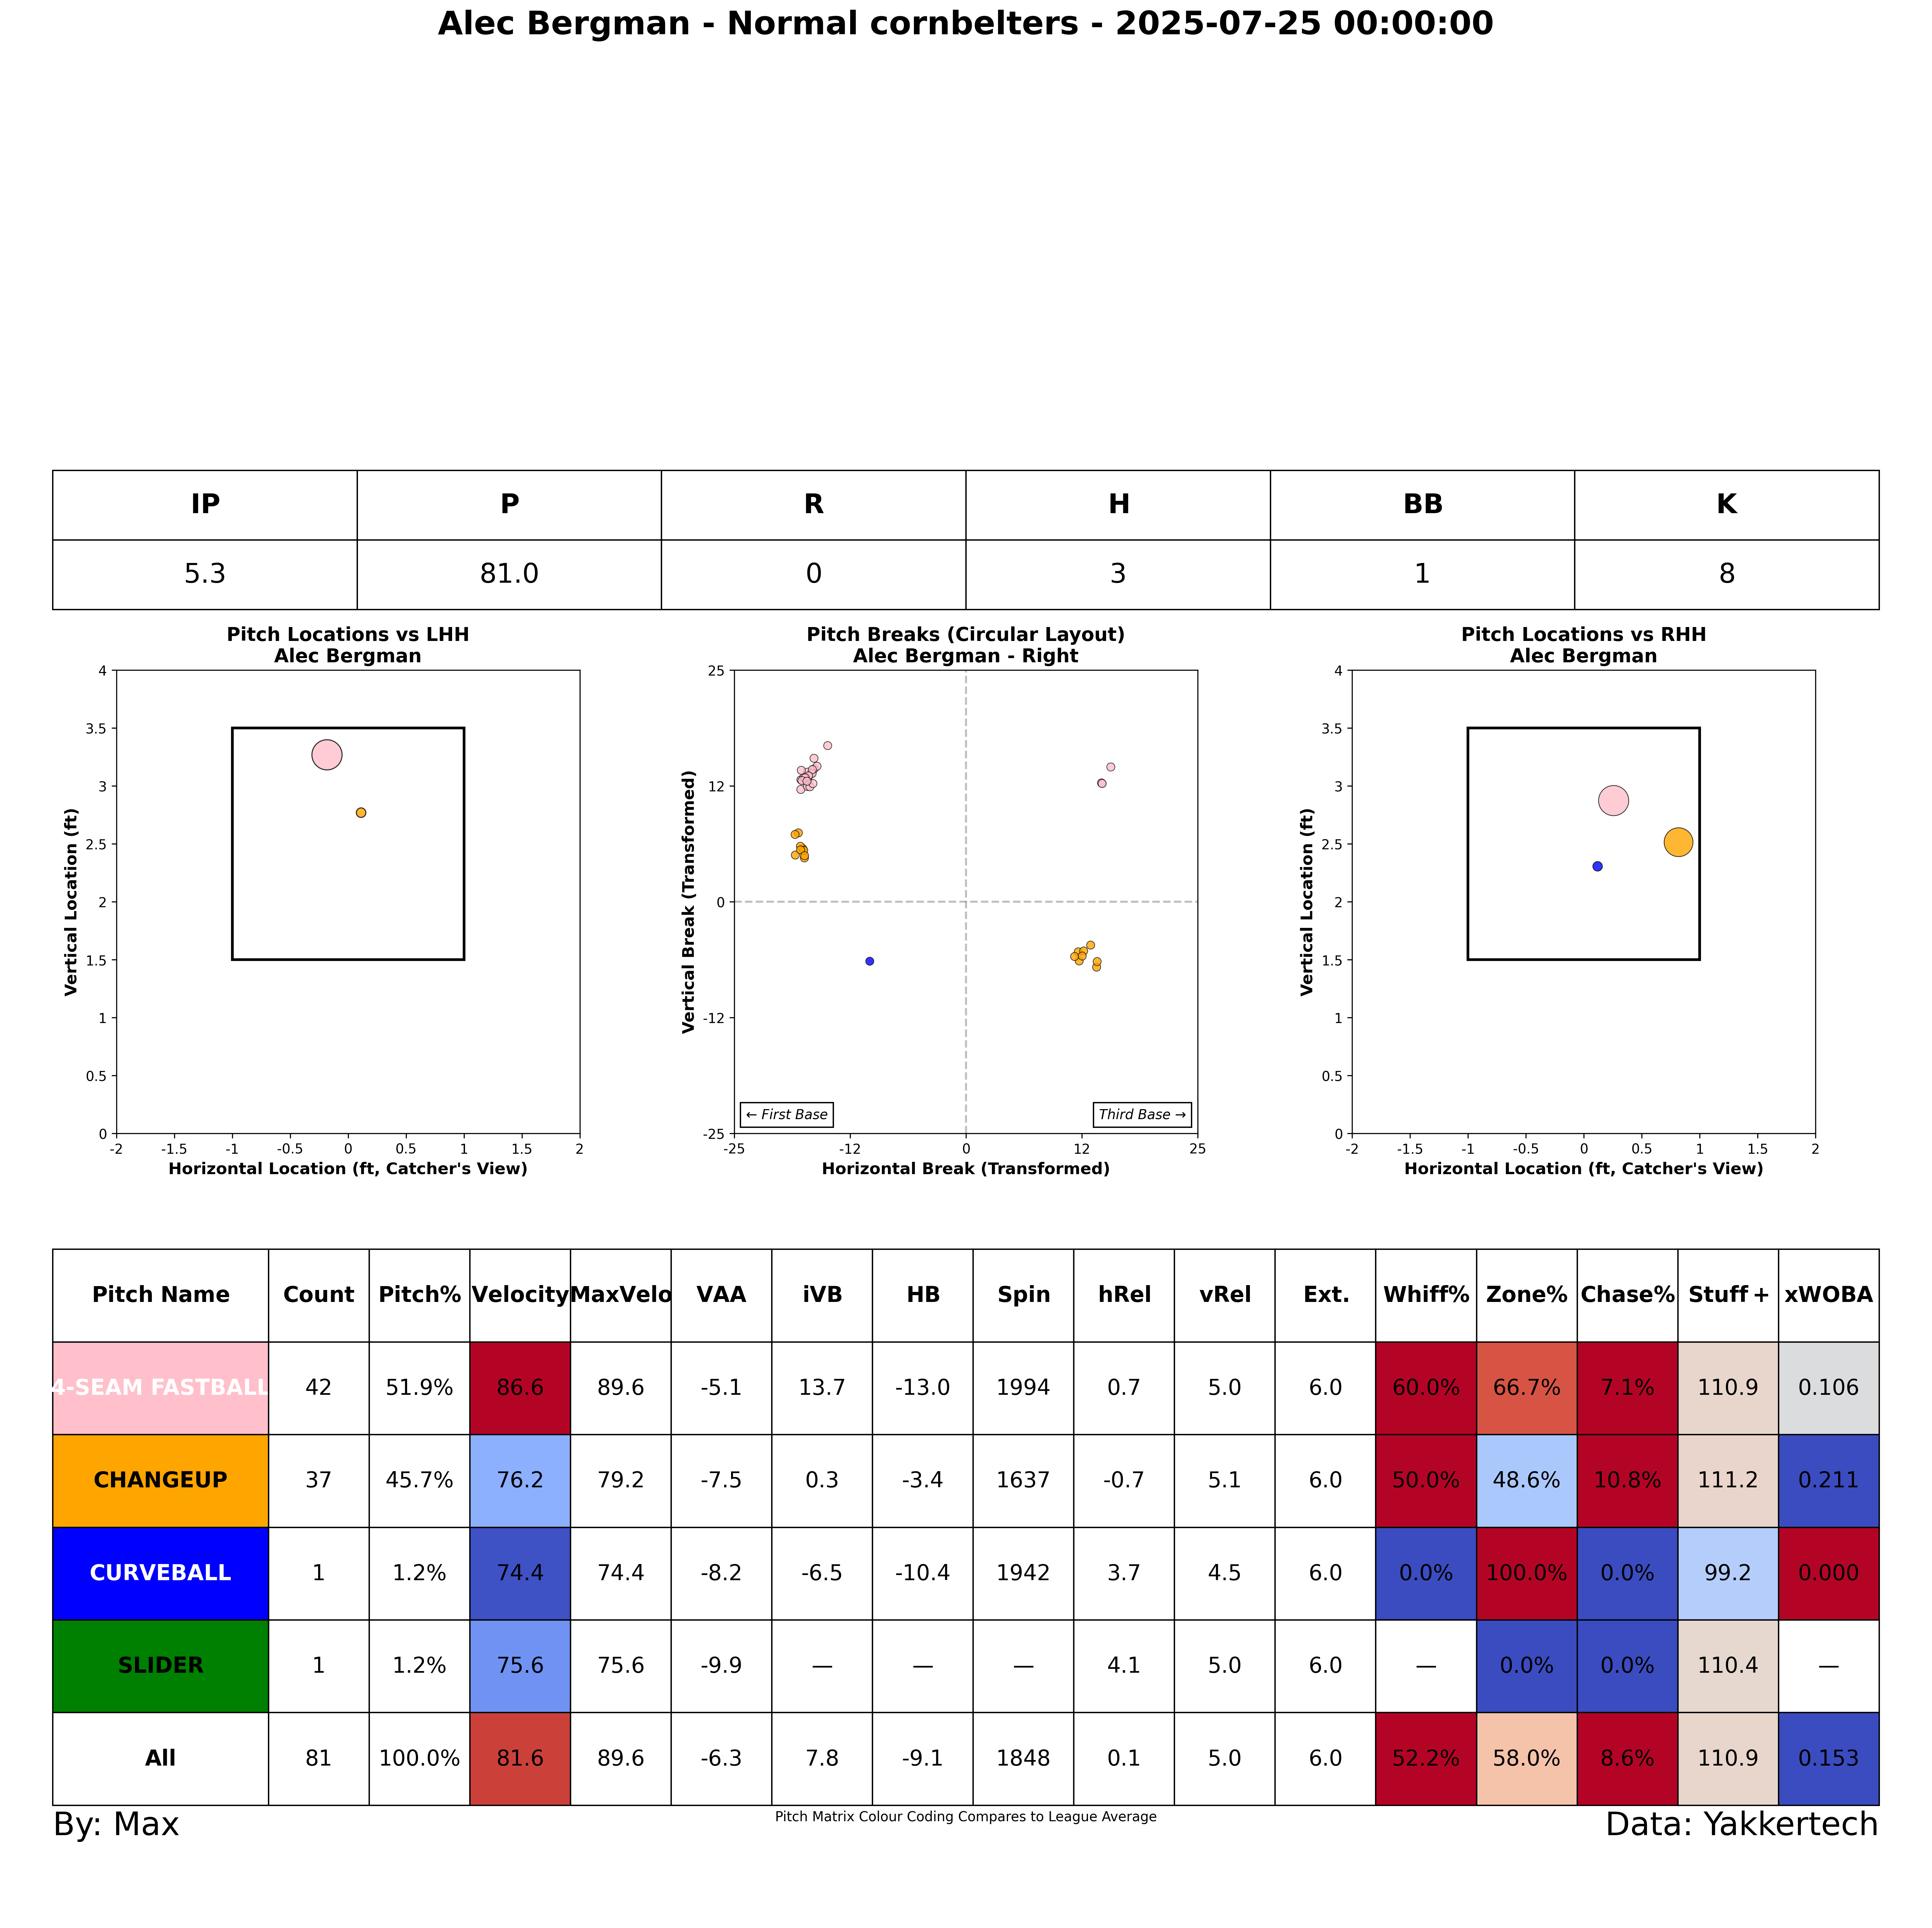 Alec Bergman - Normal cornbelters - 2025-07-25 00:00:00
IP P R H BB K
5.3 81.0 0 3 1 8
Pitch Locations vs LHH
Alec Bergman
4
3.5
3
2.5
2
1.5
1
0.5
0
-2 -1.5 -1 -0.5 0 0.5 1 1.5 2
Vertical Location (ft)
Horizontal Location (ft, Catcher's View)
Pitch Breaks (Circular Layout)
Alec Bergman - Right
25
12
0
-12
-25
-25 -12 0 12 25
Vertical Break (Transformed)
← First Base
Third Base →
Horizontal Break (Transformed)
Pitch Locations vs RHH
Alec Bergman
4
3.5
3
2.5
2
1.5
1
0.5
0
-2 -1.5 -1 -0.5 0 0.5 1 1.5 2
Vertical Location (ft)
Horizontal Location (ft, Catcher's View)
Pitch Name Count Pitch% Velocity MaxVelo VAA iVB HB Spin hRel vRel Ext. Whiff% Zone% Chase% Stuff+ xWOBA
4-SEAM FASTBALL 42 51.9% 86.6 89.6 -5.1 13.7 -13.0 1994 0.7 5.0 6.0 60.0% 66.7% 7.1% 110.9 0.106
CHANGEUP 37 45.7% 76.2 79.2 -7.5 0.3 -3.4 1637 -0.7 5.1 6.0 50.0% 48.6% 10.8% 111.2 0.211
CURVEBALL 1 1.2% 74.4 74.4 -8.2 -6.5 -10.4 1942 3.7 4.5 6.0 0.0% 100.0% 0.0% 99.2 0.000
SLIDER 1 1.2% 75.6 75.6 -9.9 — — — 4.1 5.0 6.0 — 0.0% 0.0% 110.4 —
All 81 100.0% 81.6 89.6 -6.3 7.8 -9.1 1848 0.1 5.0 6.0 52.2% 58.0% 8.6% 110.9 0.153
By: Max
Pitch Matrix Colour Coding Compares to League Average
Data: Yakkertech